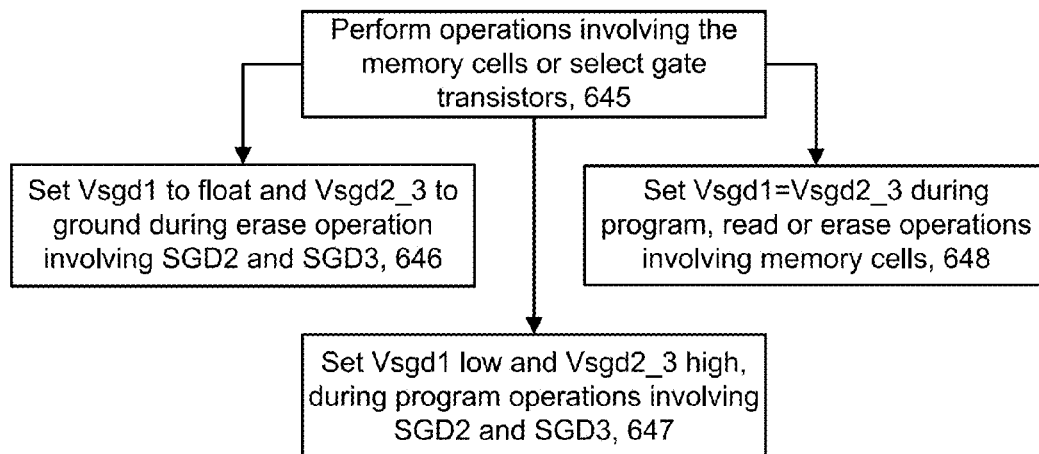 Perform operations involving the
memory cells or select gate
transistors, 645
Set Vsgd1 to float and Vsgd2_3 to
ground during erase operation
involving SGD2 and SGD3, 646
Set Vsgd1=Vsgd2_3 during
program, read or erase operations
involving memory cells, 648
Set Vsgd1 low and Vsgd2_3 high,
during program operations involving
SGD2 and SGD3, 647